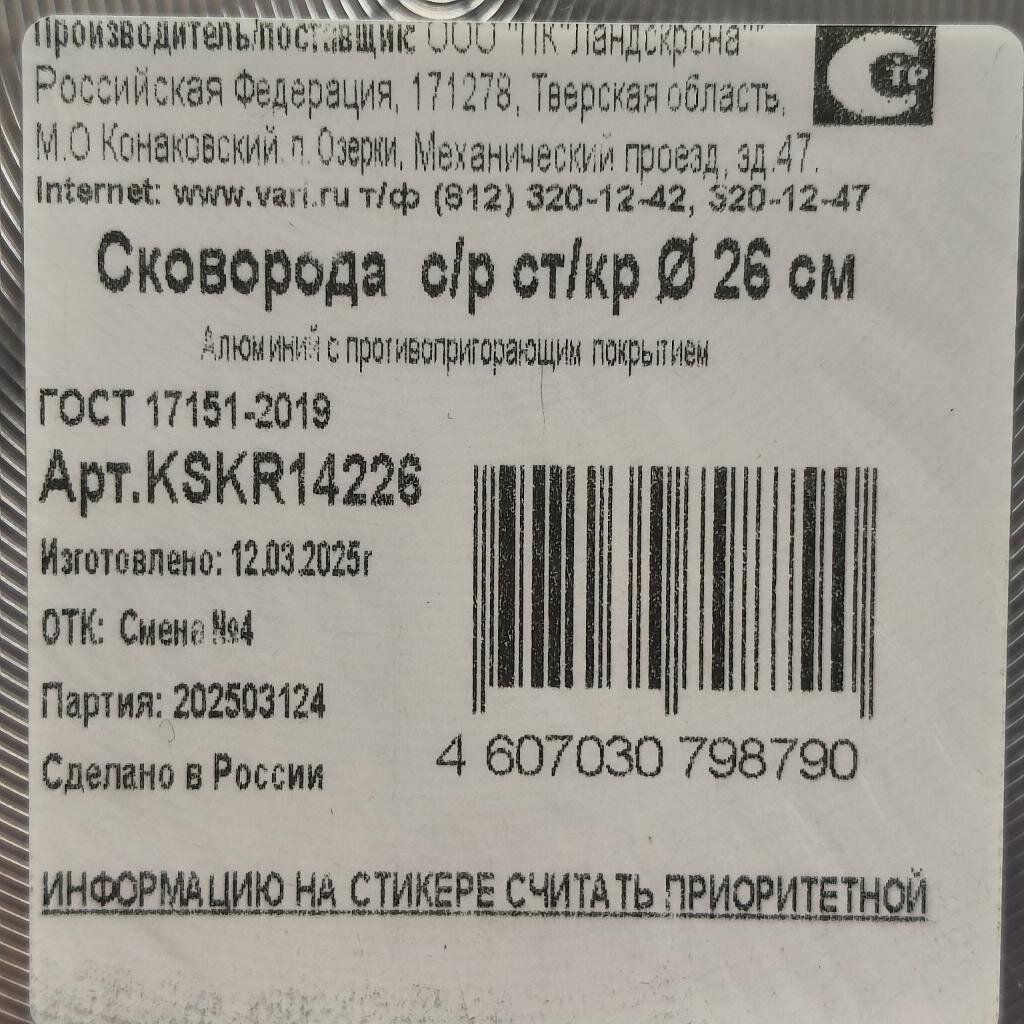 Производитель/поставщик: ООО "ПК"Ландскрона""
Российская Федерация, 171278, Тверская область,
М.О Конаковский. п. Озерки, Механический проезд, зд.47.
Internet: www.vari.ru т/ф (812) 320-12-42, 320-12-47
Сковорода с/р ст/кр Ø 26 см
Алюминий с противопригорающим покрытием
ГОСТ 17151-2019
Арт.KSKR14226
Изготовлено: 12.03.2025г
ОТК: Смена №4
Партия: 202503124
Сделано в России
4 607030 798790
ИНФОРМАЦИЮ НА СТИКЕРЕ СЧИТАТЬ ПРИОРИТЕТНОЙ